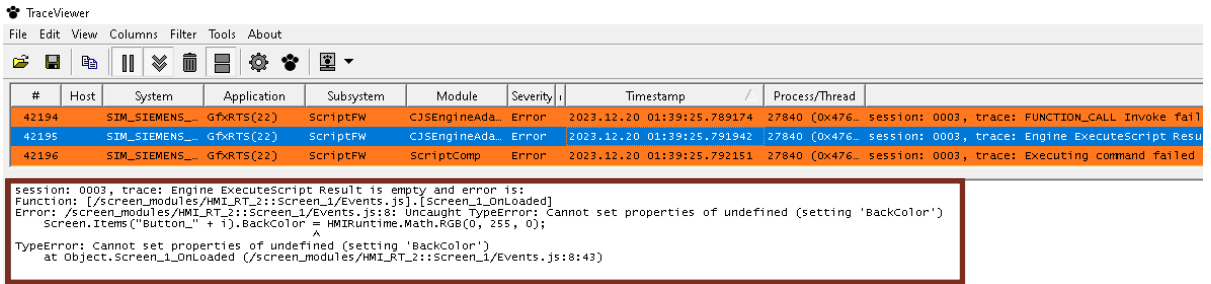 TraceViewer
File Edit View Columns Filter Tools About
# Host System Application Subsystem Module Severity Timestamp Process/Thread
42194 SIM_SIEMENS_... GfxRTS(22) ScriptFW CJSEngineAda... Error 2023.12.20 01:39:25.789174 27840 (0x476... session: 0003, trace: FUNCTION_CALL Invoke fail
42195 SIM_SIEMENS_... GfxRTS(22) ScriptFW CJSEngineAda... Error 2023.12.20 01:39:25.791942 27840 (0x476... session: 0003, trace: Engine ExecuteScript Resu
42196 SIM_SIEMENS_... GfxRTS(22) ScriptFW ScriptComp Error 2023.12.20 01:39:25.792151 27840 (0x476... session: 0003, trace: Executing command failed
session: 0003, trace: Engine ExecuteScript Result is empty and error is:
Function: [/screen_modules/HMI_RT_2::Screen_1/Events.js].[Screen_1_OnLoaded]
Error: /screen_modules/HMI_RT_2::Screen_1/Events.js:8: Uncaught TypeError: Cannot set properties of undefined (setting 'BackColor')
Screen.Items("Button_" + i).BackColor = HMIRuntime.Math.RGB(0, 255, 0);
^
TypeError: Cannot set properties of undefined (setting 'BackColor')
at Object.Screen_1_OnLoaded (/screen_modules/HMI_RT_2::Screen_1/Events.js:8:43)